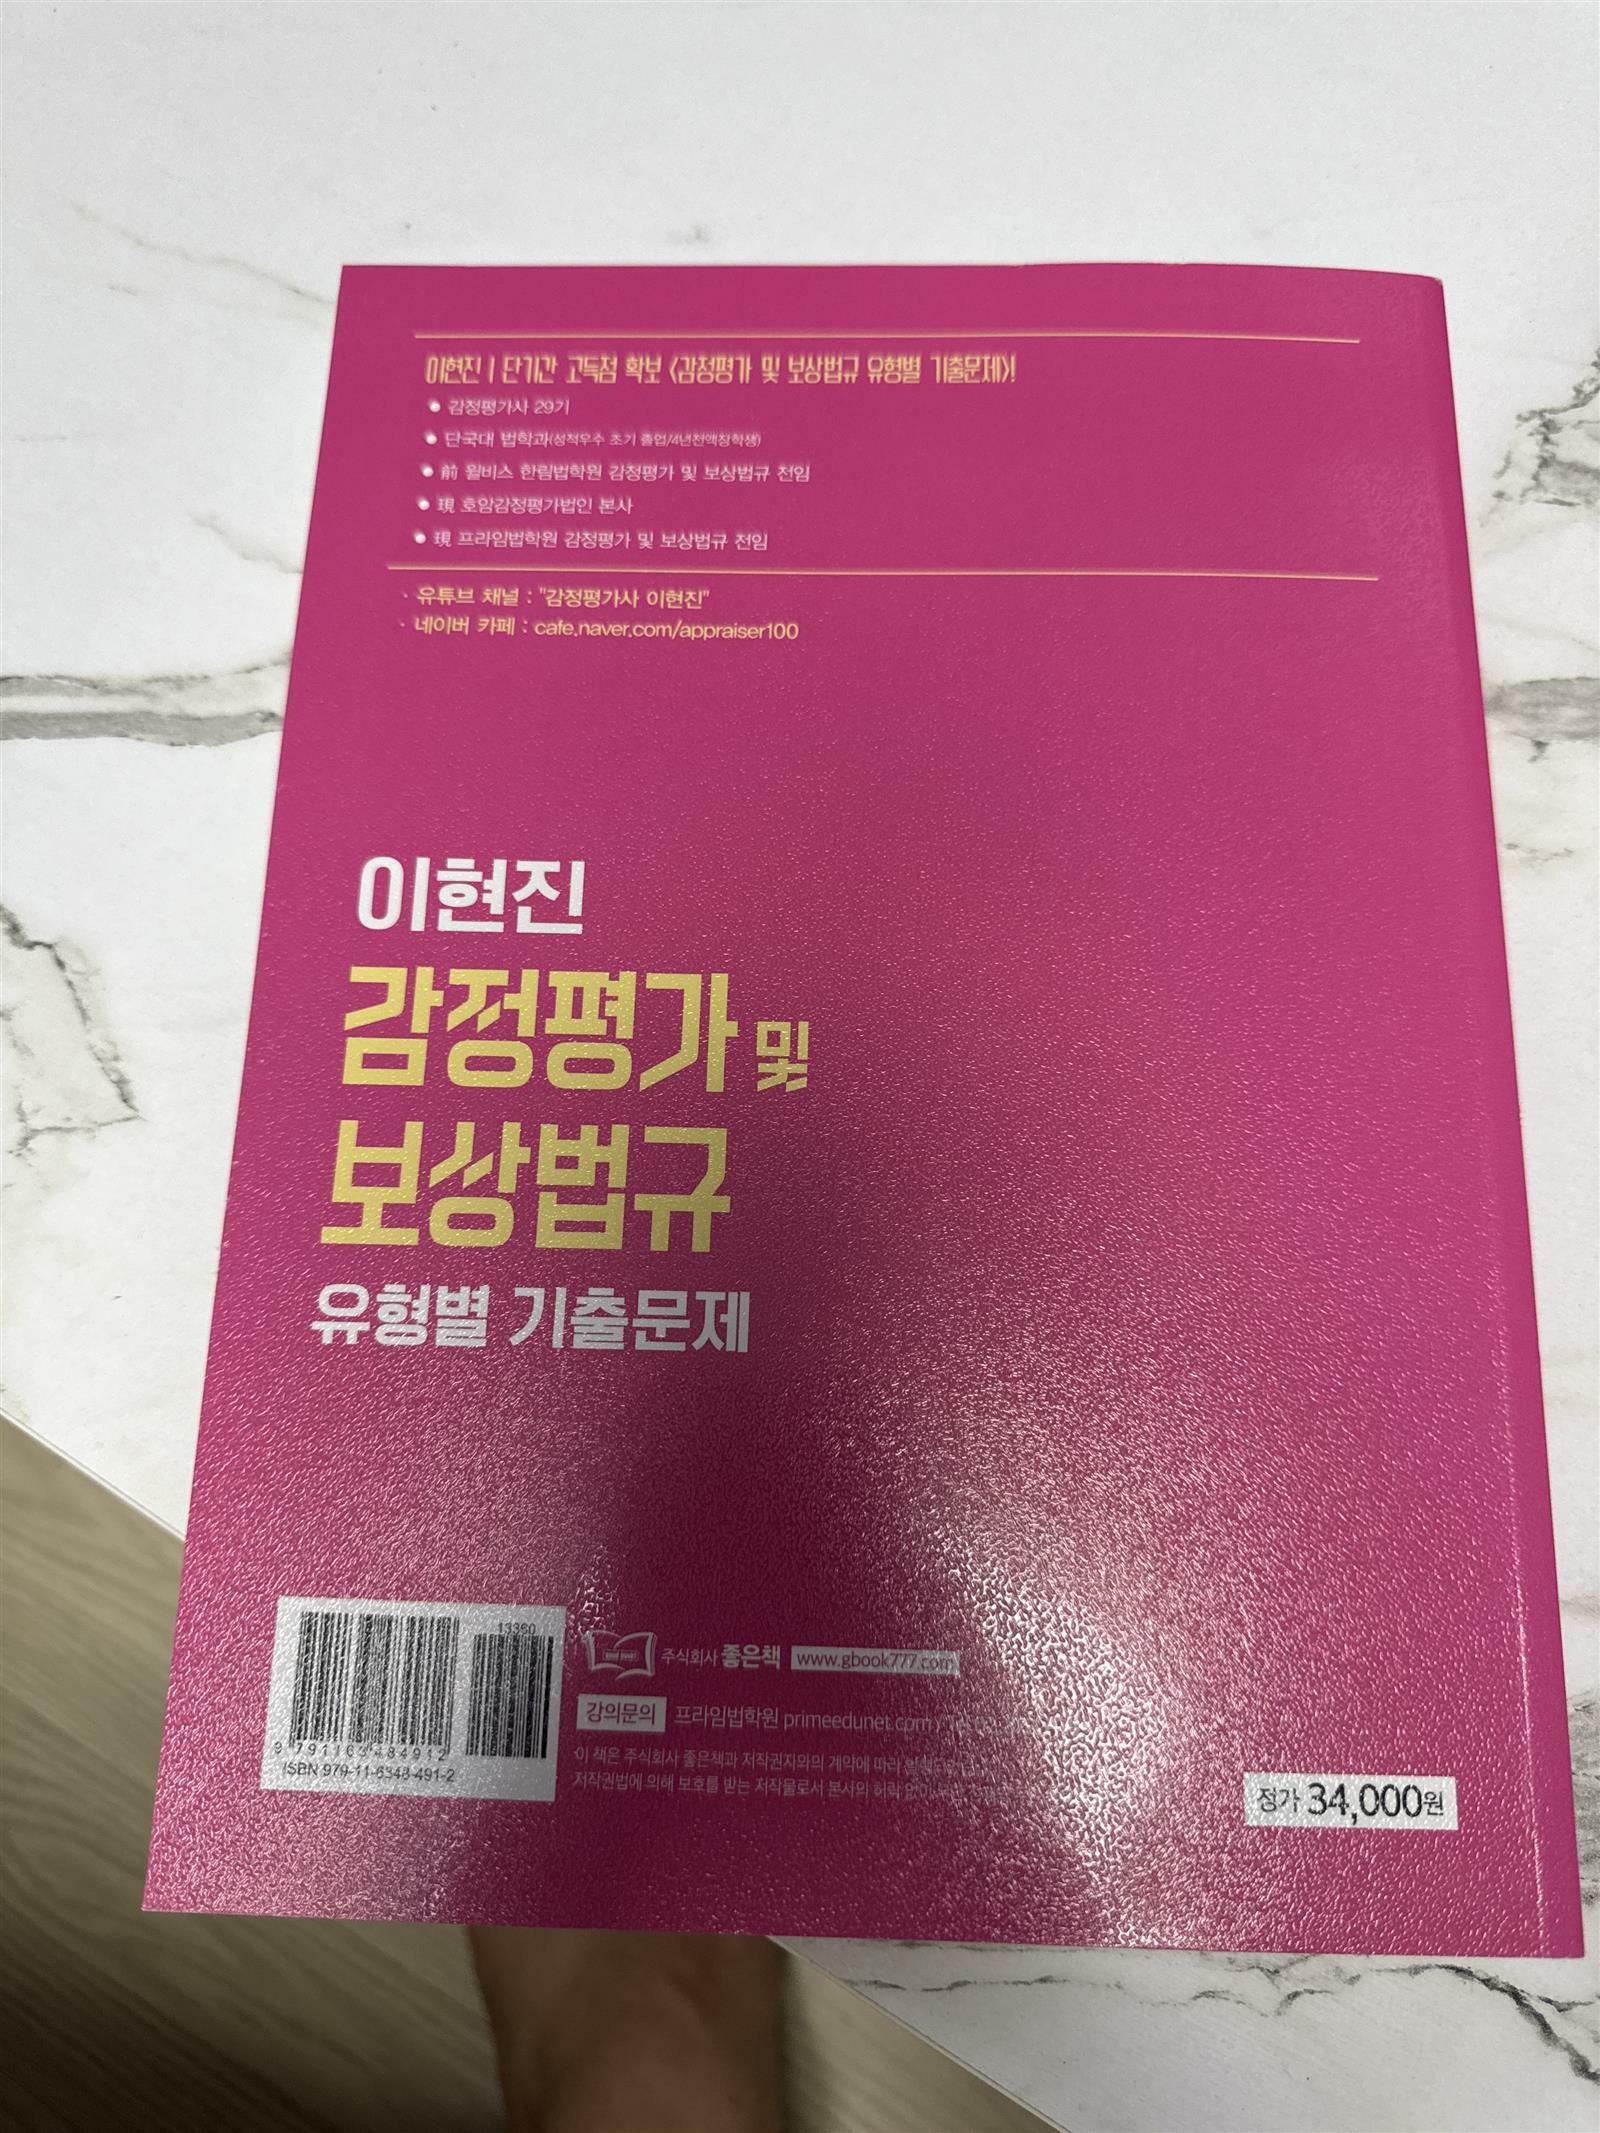 이현진 | 단기간 고득점 확보 <감정평가 및 보상법규 유형별 기출문제>!
● 감정평가사 29기
● 단국대 법학과(성적우수 조기 졸업/4년전액장학생)
● 前 윌비스 한림법학원 감정평가 및 보상법규 전임
● 現 호암감정평가법인 본사
● 現 프라임법학원 감정평가 및 보상법규 전임
· 유튜브 채널 : "감정평가사 이현진"
· 네이버 카페 : cafe.naver.com/appraiser100
이현진
감정평가 및
보상법규
유형별 기출문제
13360
9 791163 484912
ISBN 979-11-6348-491-2
주식회사 좋은책 www.gbook777.com
강의문의 프라임법학원 primeedunet.com
이 책은 주식회사 좋은책과 저작권자와의 계약에 따라
저작권법에 의해 보호를 받는 저작물로서 본사의 허락 없이
정가 34,000원